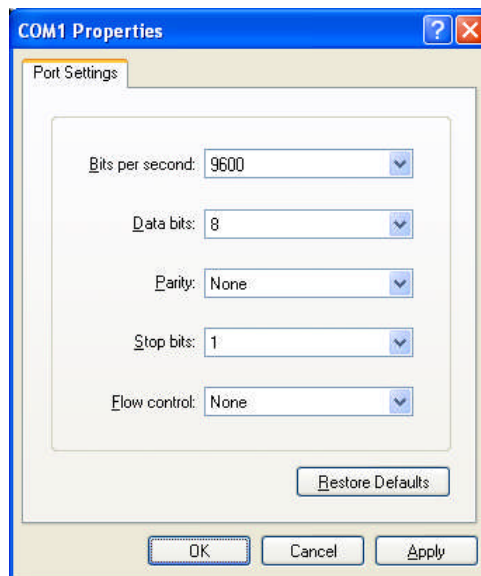 COM1 Properties
Port Settings
Bits per second: 9600
Data bits: 8
Parity: None
Stop bits: 1
Flow control: None
Restore Defaults
OK Cancel Apply